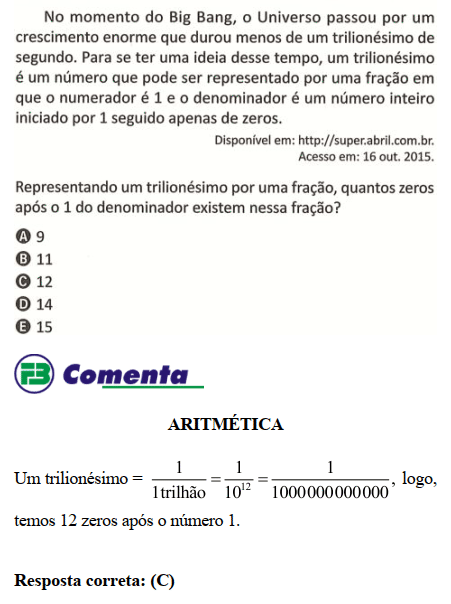 No momento do Big Bang, o Universo passou por um
crescimento enorme que durou menos de um trilionésimo de
segundo. Para se ter uma ideia desse tempo, um trilionésimo
é um número que pode ser representado por uma fração em
que o numerador é 1 e o denominador é um número inteiro
iniciado por 1 seguido apenas de zeros.
Disponível em: http://super.abril.com.br.
Acesso em: 16 out. 2015.
Representando um trilionésimo por uma fração, quantos zeros
após o 1 do denominador existem nessa fração?
A 9
B 11
C 12
D 14
E 15
FB Comenta
ARITMÉTICA
Um trilionésimo = 1/1trilhão = 1/10¹² = 1/1000000000000, logo,
temos 12 zeros após o número 1.
Resposta correta: (C)